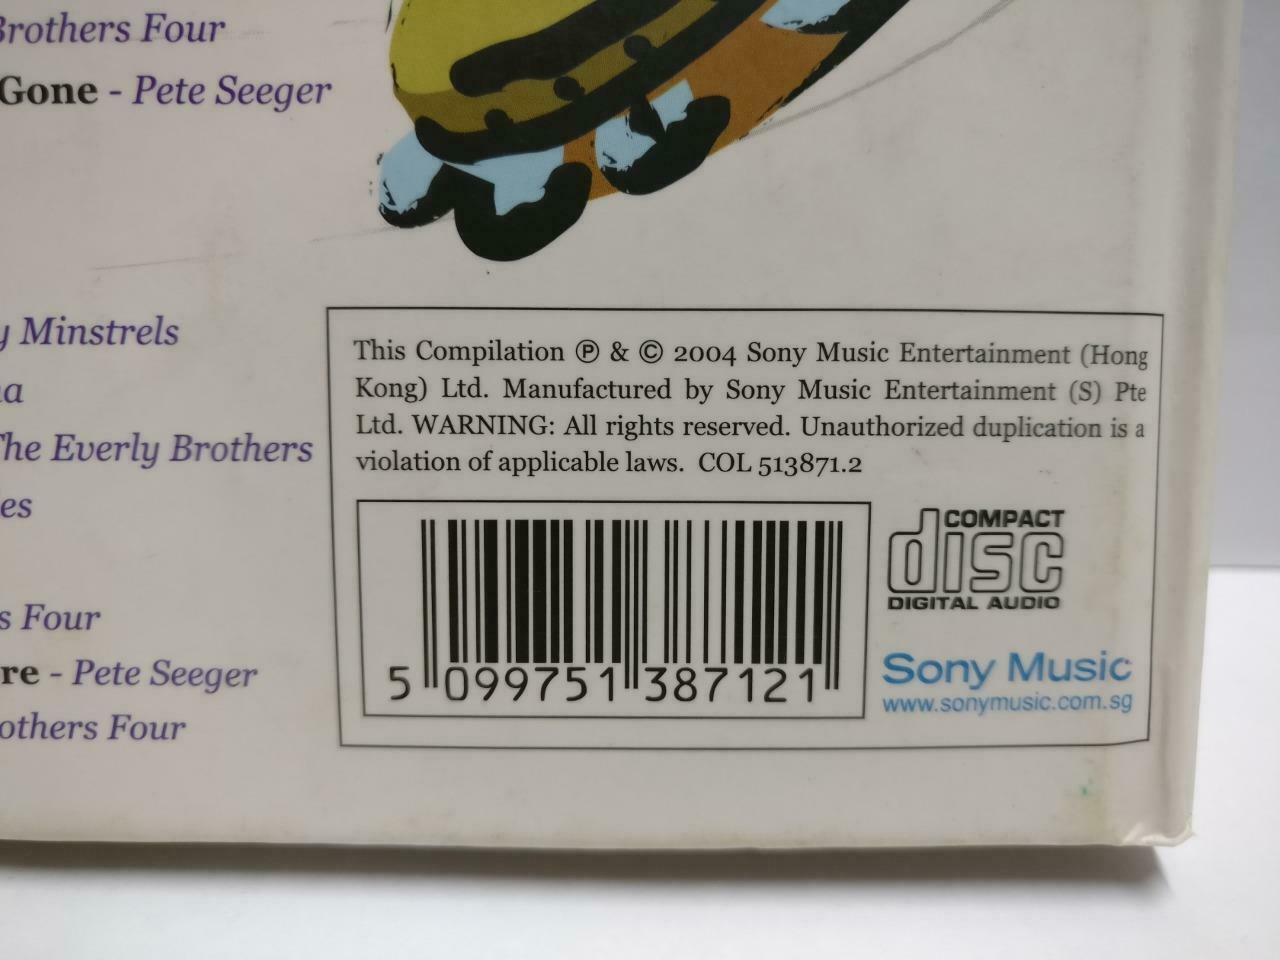 Brothers Four
Gone - Pete Seeger
y Minstrels
na
The Everly Brothers
es
s Four
re - Pete Seeger
others Four
This Compilation Ⓟ & © 2004 Sony Music Entertainment (Hong
Kong) Ltd. Manufactured by Sony Music Entertainment (S) Pte
Ltd. WARNING: All rights reserved. Unauthorized duplication is a
violation of applicable laws. COL 513871.2
5 099751 387121
COMPACT
disc
DIGITAL AUDIO
Sony Music
www.sonymusic.com.sg